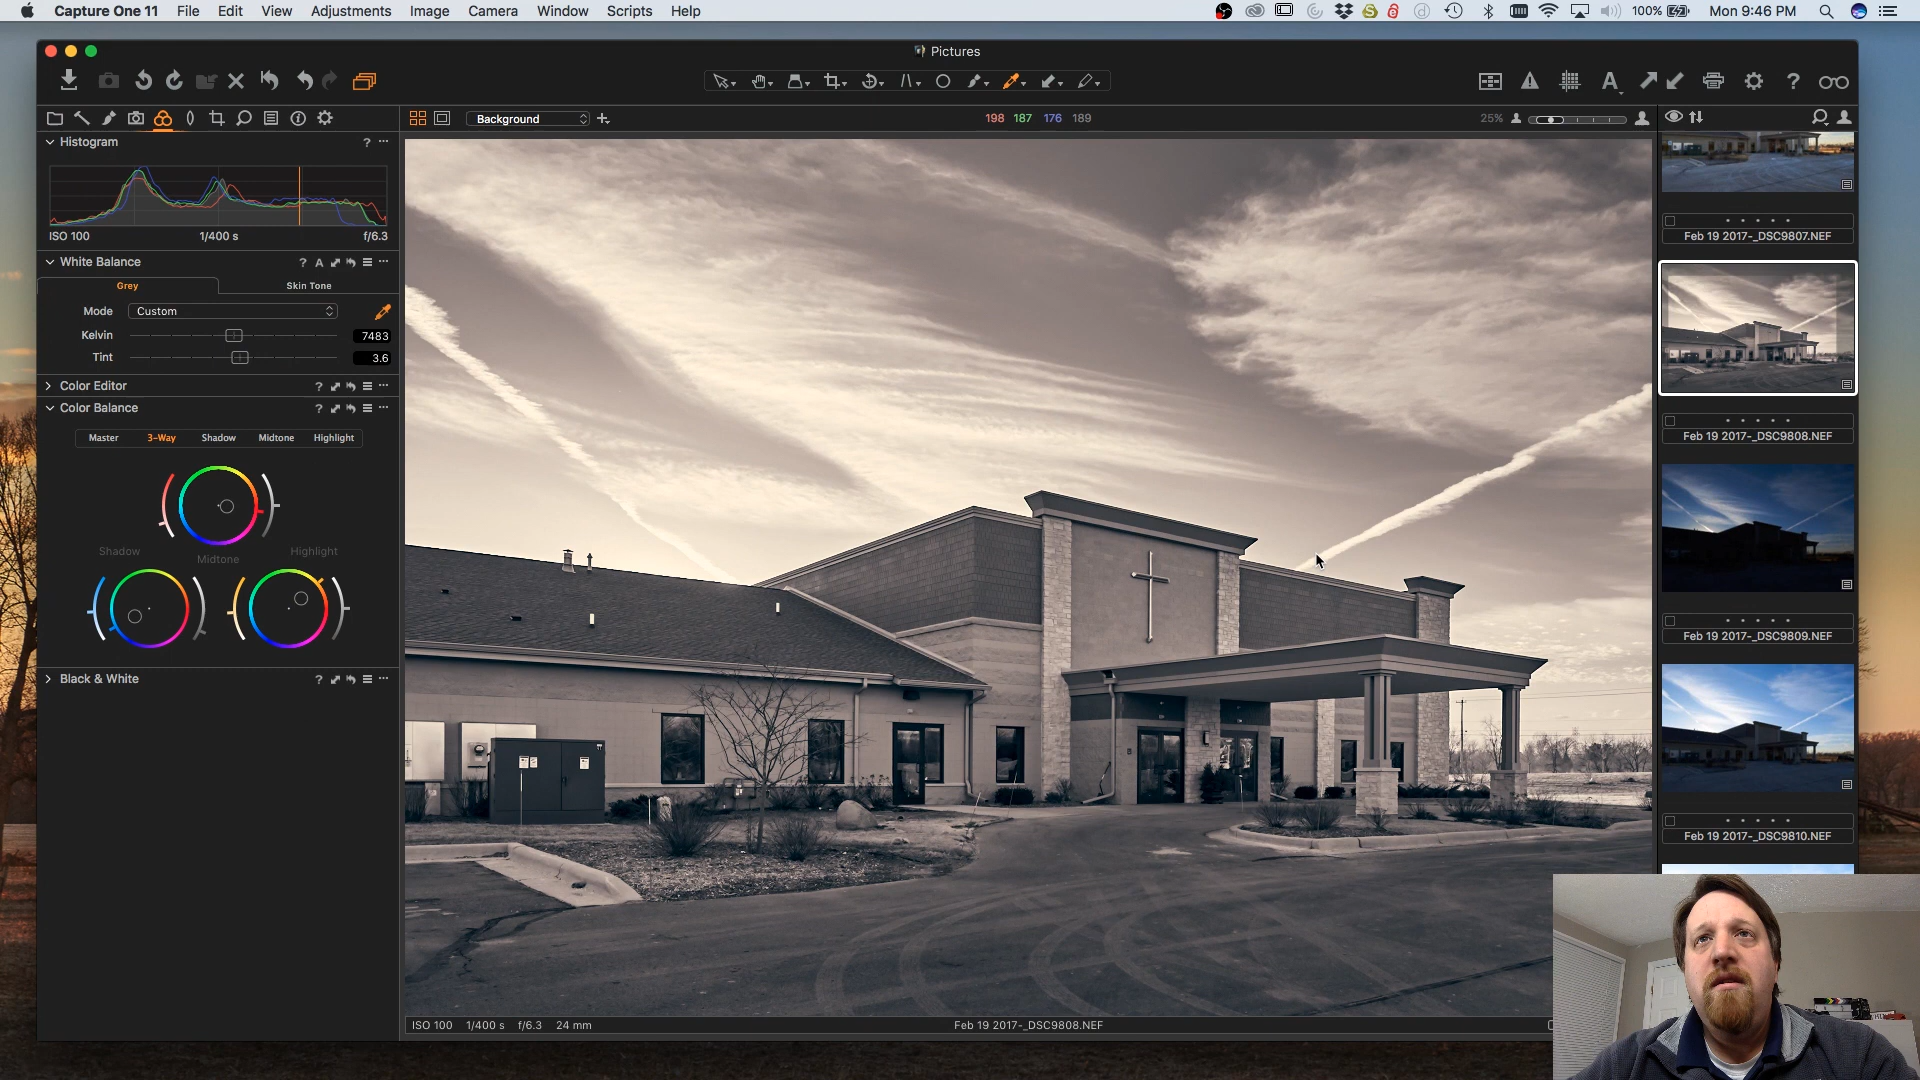 Capture One 11 File Edit View Adjustments Image Camera Window Scripts Help 100% Mon 9:46 PM
Pictures
Background 198 187 176 189 25%
Histogram
ISO 100 1/400 s f/6.3
White Balance
Grey Skin Tone
Mode Custom
Kelvin 7483
Tint 3.6
Color Editor
Color Balance
Master 3-Way Shadow Midtone Highlight
Shadow Midtone Highlight
Black & White
Feb 19 2017-_DSC9807.NEF
Feb 19 2017-_DSC9808.NEF
Feb 19 2017-_DSC9809.NEF
Feb 19 2017-_DSC9810.NEF
ISO 100 1/400 s f/6.3 24 mm Feb 19 2017-_DSC9808.NEF